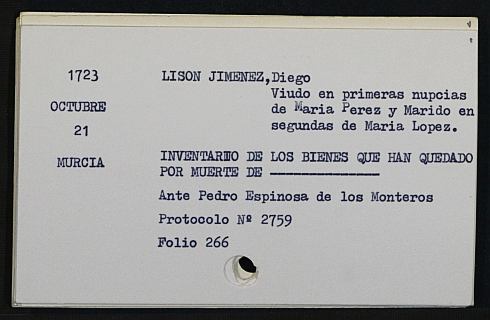 1723
OCTUBRE
21
MURCIA
LISON JIMENEZ,Diego
Viudo en primeras nupcias
de Maria Perez y Marido en
segundas de Maria Lopez.
INVENTARIO DE LOS BIENES QUE HAN QUEDADO
POR MUERTE DE --------------
Ante Pedro Espinosa de los Monteros
Protocolo Nº 2759
Folio 266